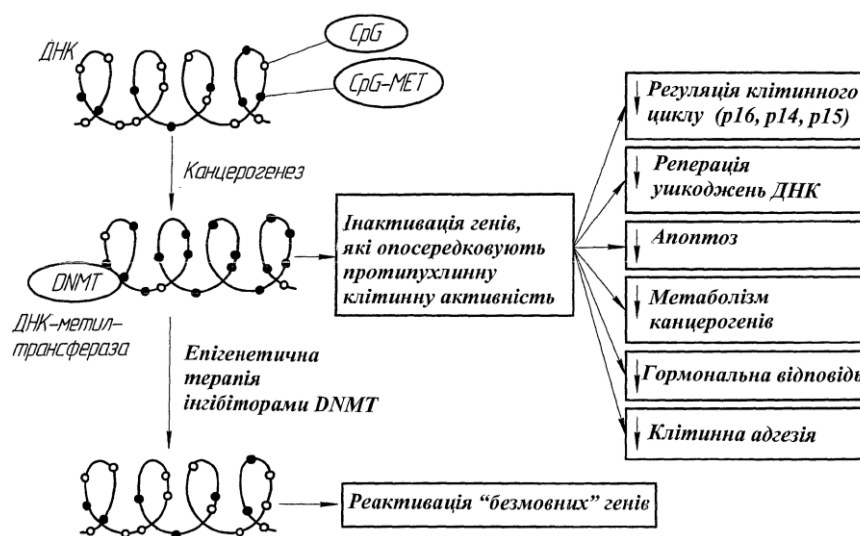 ДНК
CpG
CpG-МЕТ
Канцерогенез
DNMT
ДНК-метил-
трансфераза
Інактивація генів,
які опосередковують
протипухлинну
клітинну активність
↓ Регуляція клітинного
циклу (p16, p14, p15)
↓ Реперація
ушкоджень ДНК
↓ Апоптоз
↓ Метаболізм
канцерогенів
↓ Гормональна відповідь
↓ Клітинна адгезія
Епігенетична
терапія
інгібіторами DNMT
Реактивація “безмовних” генів